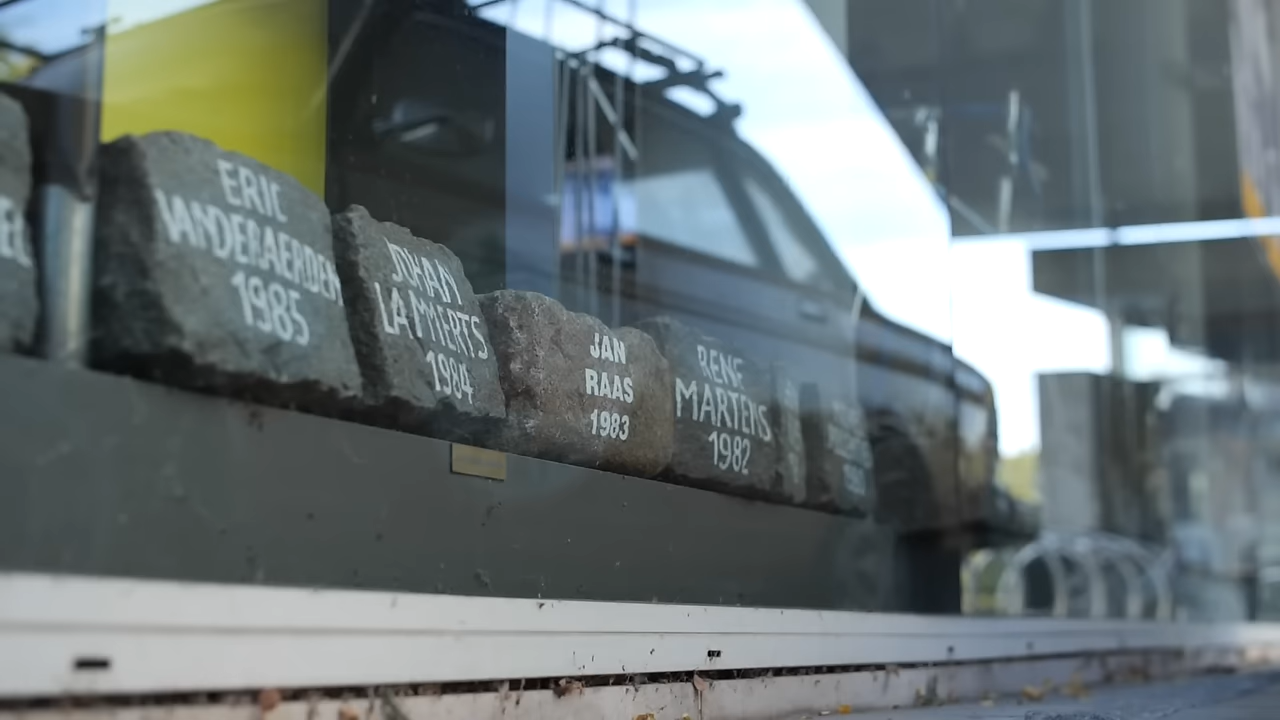 ERIC
VANDERAERDEN
1985
JOHAN
LAMMERTS
1984
JAN
RAAS
1983
RENE
MARTENS
1982